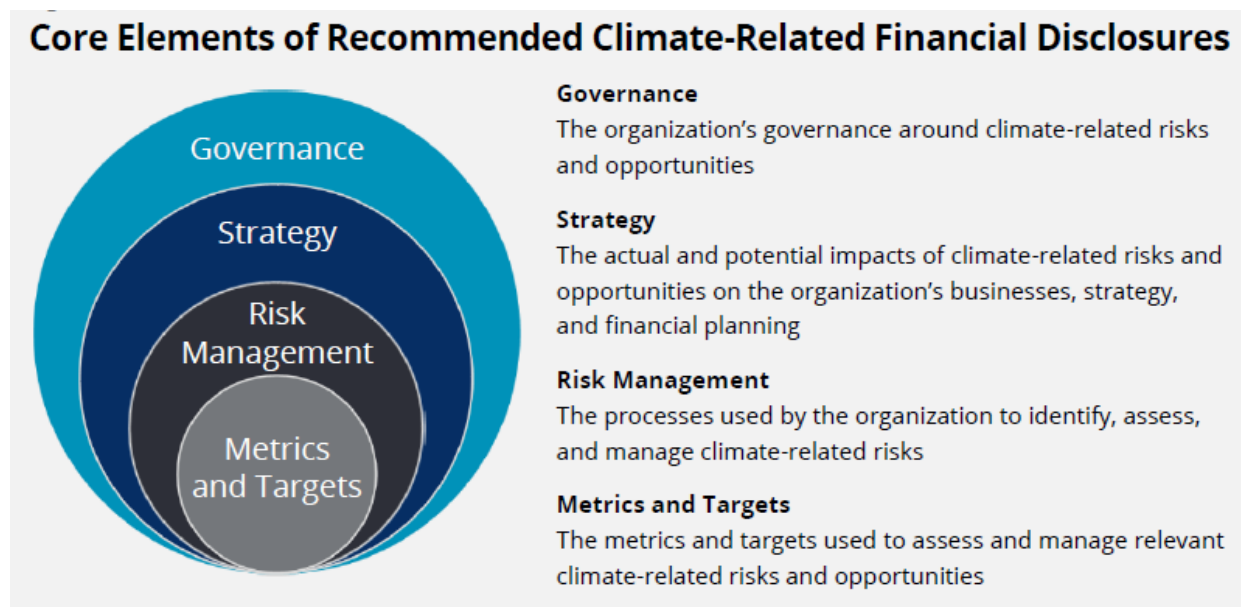 Core Elements of Recommended Climate-Related Financial Disclosures
Governance
Strategy
Risk
Management
Metrics
and Targets
Governance
The organization’s governance around climate-related risks
and opportunities
Strategy
The actual and potential impacts of climate-related risks and
opportunities on the organization’s businesses, strategy,
and financial planning
Risk Management
The processes used by the organization to identify, assess,
and manage climate-related risks
Metrics and Targets
The metrics and targets used to assess and manage relevant
climate-related risks and opportunities